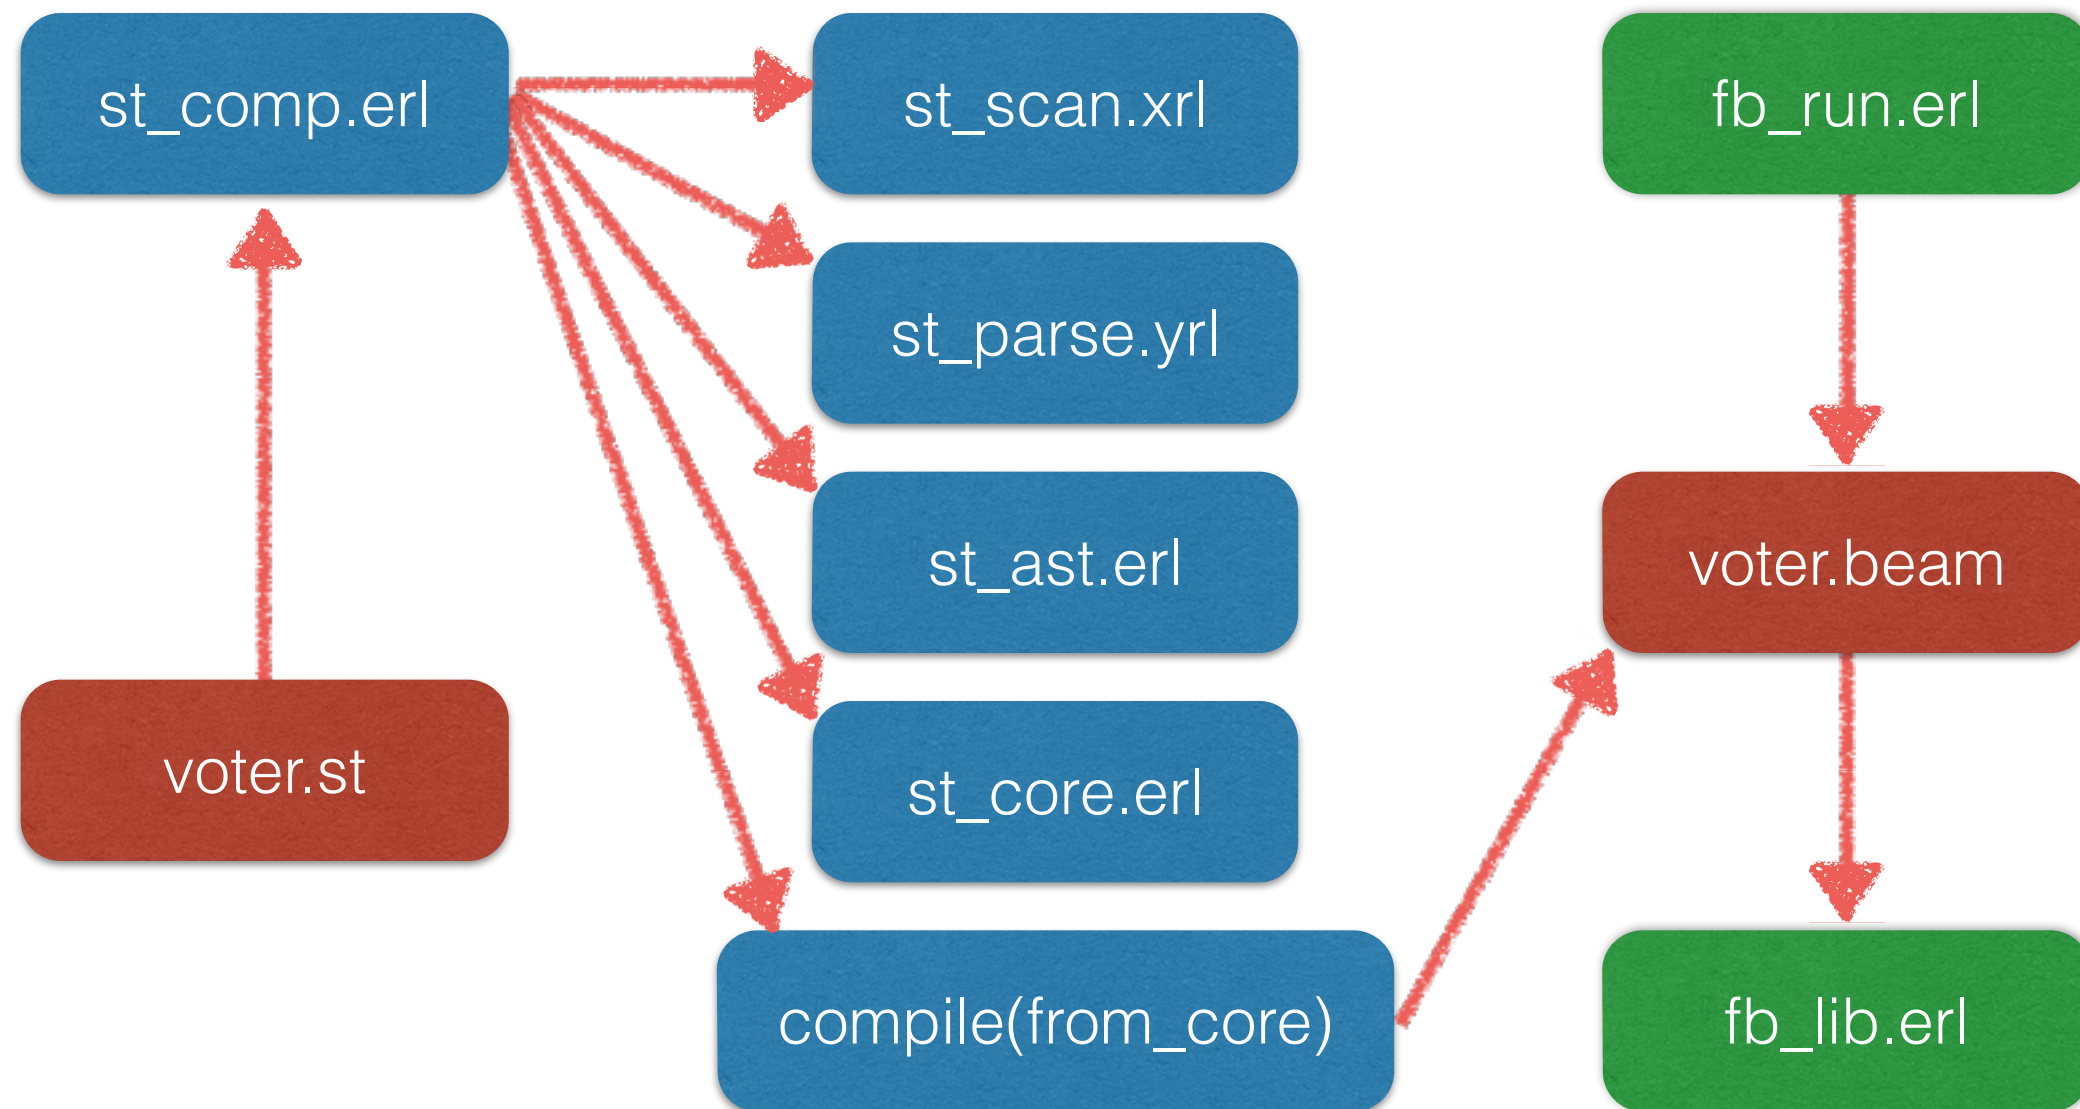 st_comp.erl
st_scan.xrl
fb_run.erl
st_parse.yrl
st_ast.erl
voter.beam
voter.st
st_core.erl
compile(from_core)
fb_lib.erl